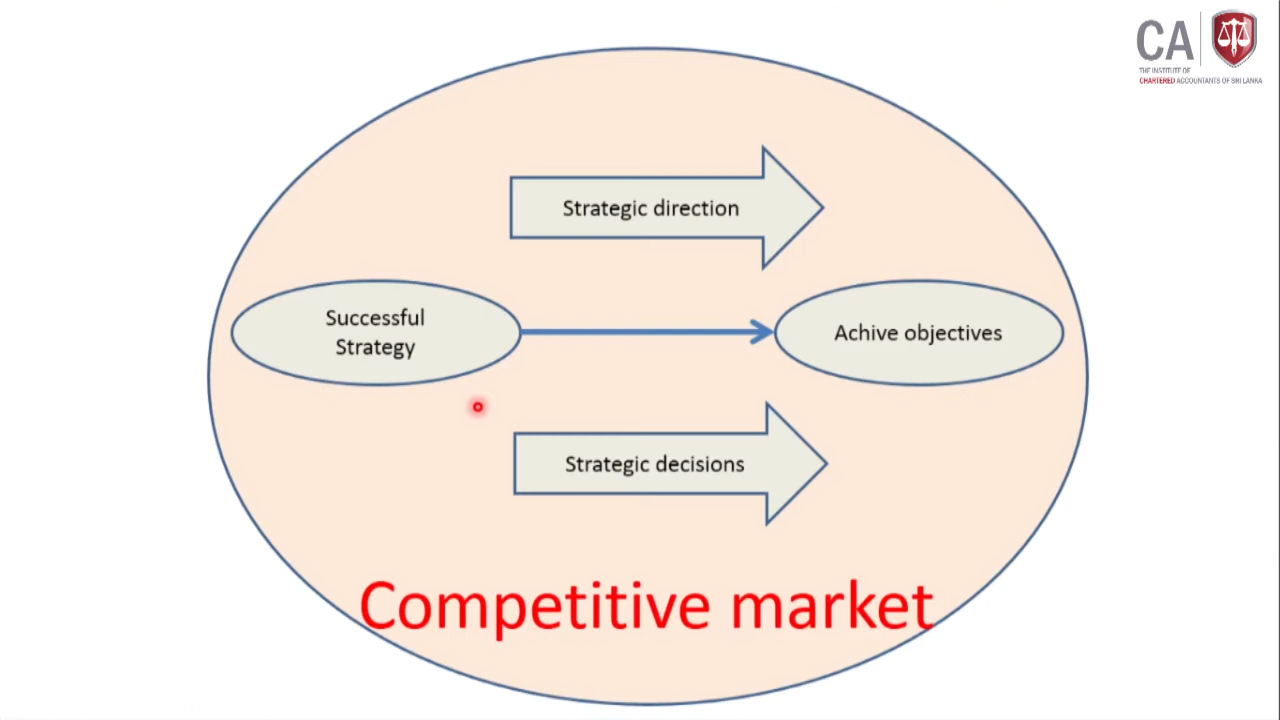 CA
THE INSTITUTE OF
CHARTERED ACCOUNTANTS OF SRI LANKA
Strategic direction
Successful
Strategy
Achive objectives
Strategic decisions
Competitive market